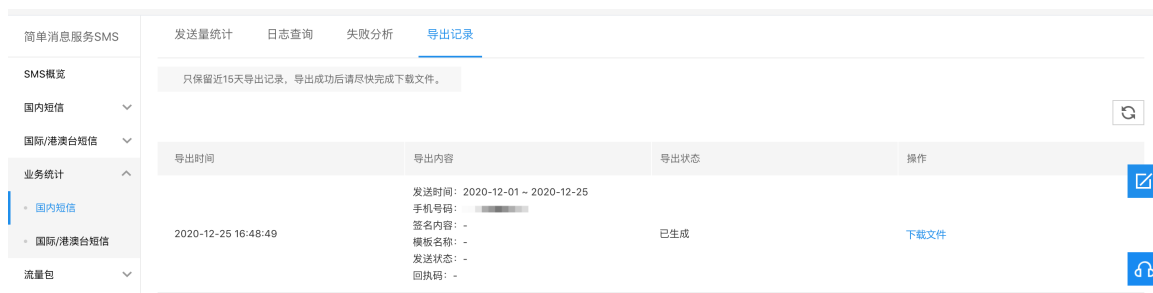 简单消息服务SMS
发送量统计 日志查询 失败分析 导出记录
SMS概览
只保留近15天导出记录，导出成功后请尽快完成下载文件。
国内短信
国际/港澳台短信
业务统计
国内短信
国际/港澳台短信
流量包
导出时间 导出内容 导出状态 操作
发送时间：2020-12-01 ~ 2020-12-25
手机号码：
签名内容：-
2020-12-25 16:48:49 模板名称：- 已生成 下载文件
发送状态：-
回执码：-